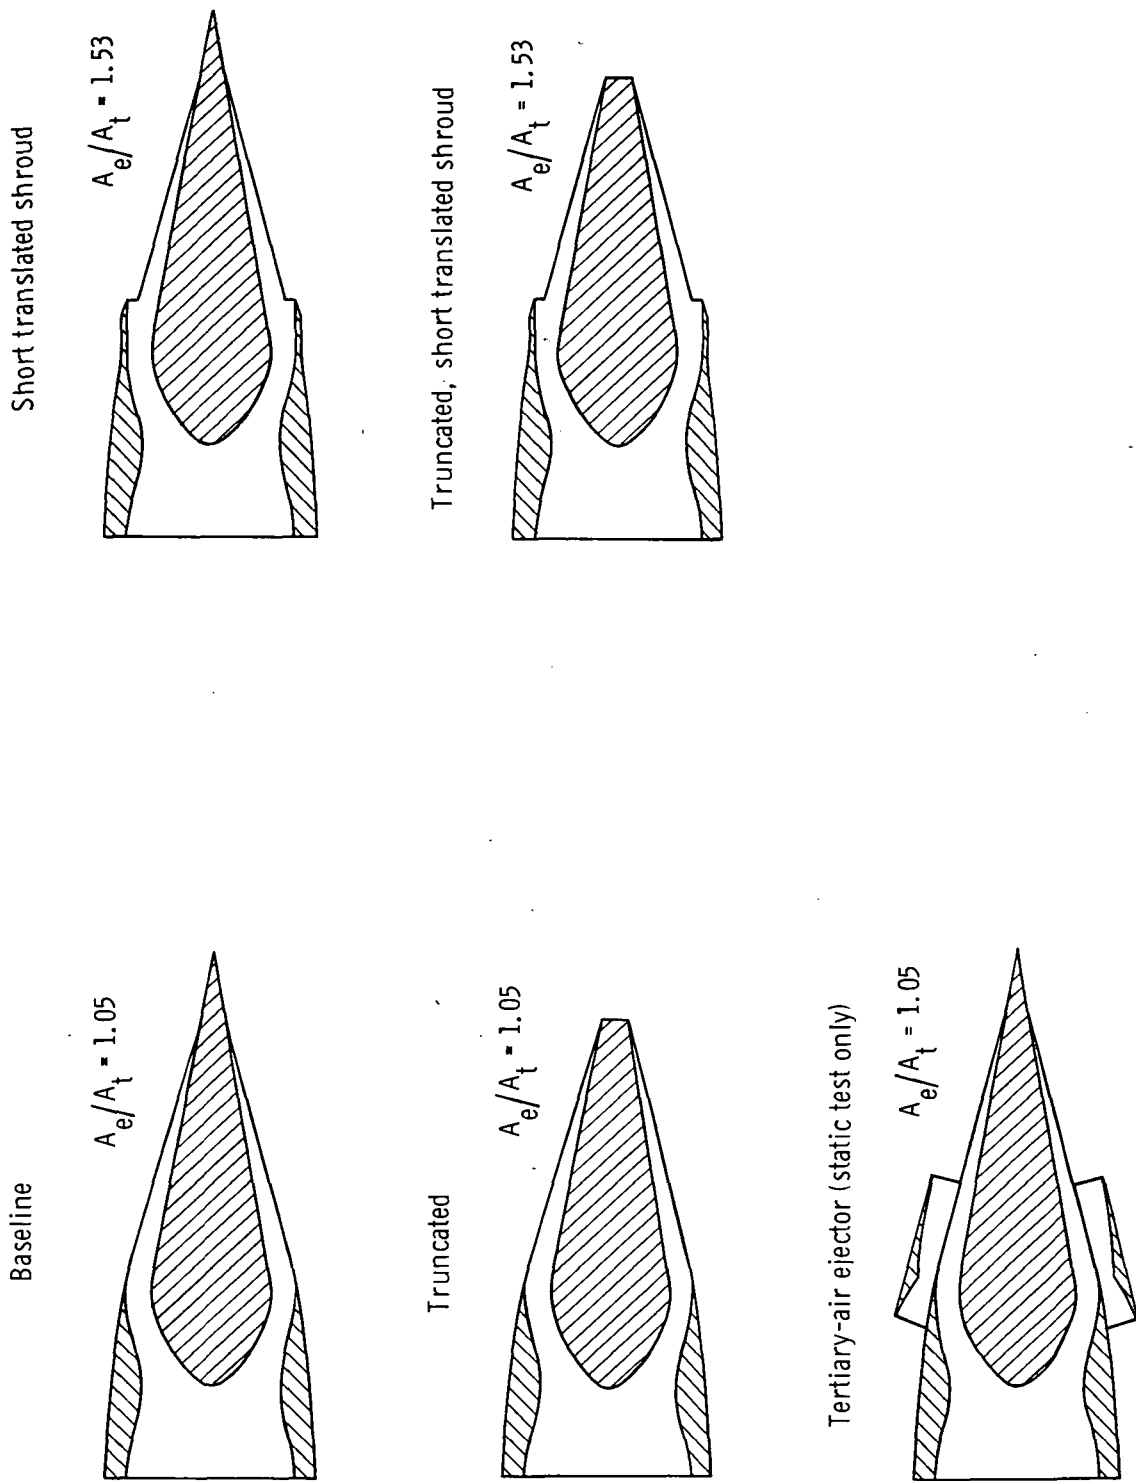 Baseline
A_e/A_t = 1.05
Truncated
A_e/A_t = 1.05
Tertiary-air ejector (static test only)
A_e/A_t = 1.05
Short translated shroud
A_e/A_t = 1.53
Truncated, short translated shroud
A_e/A_t = 1.53